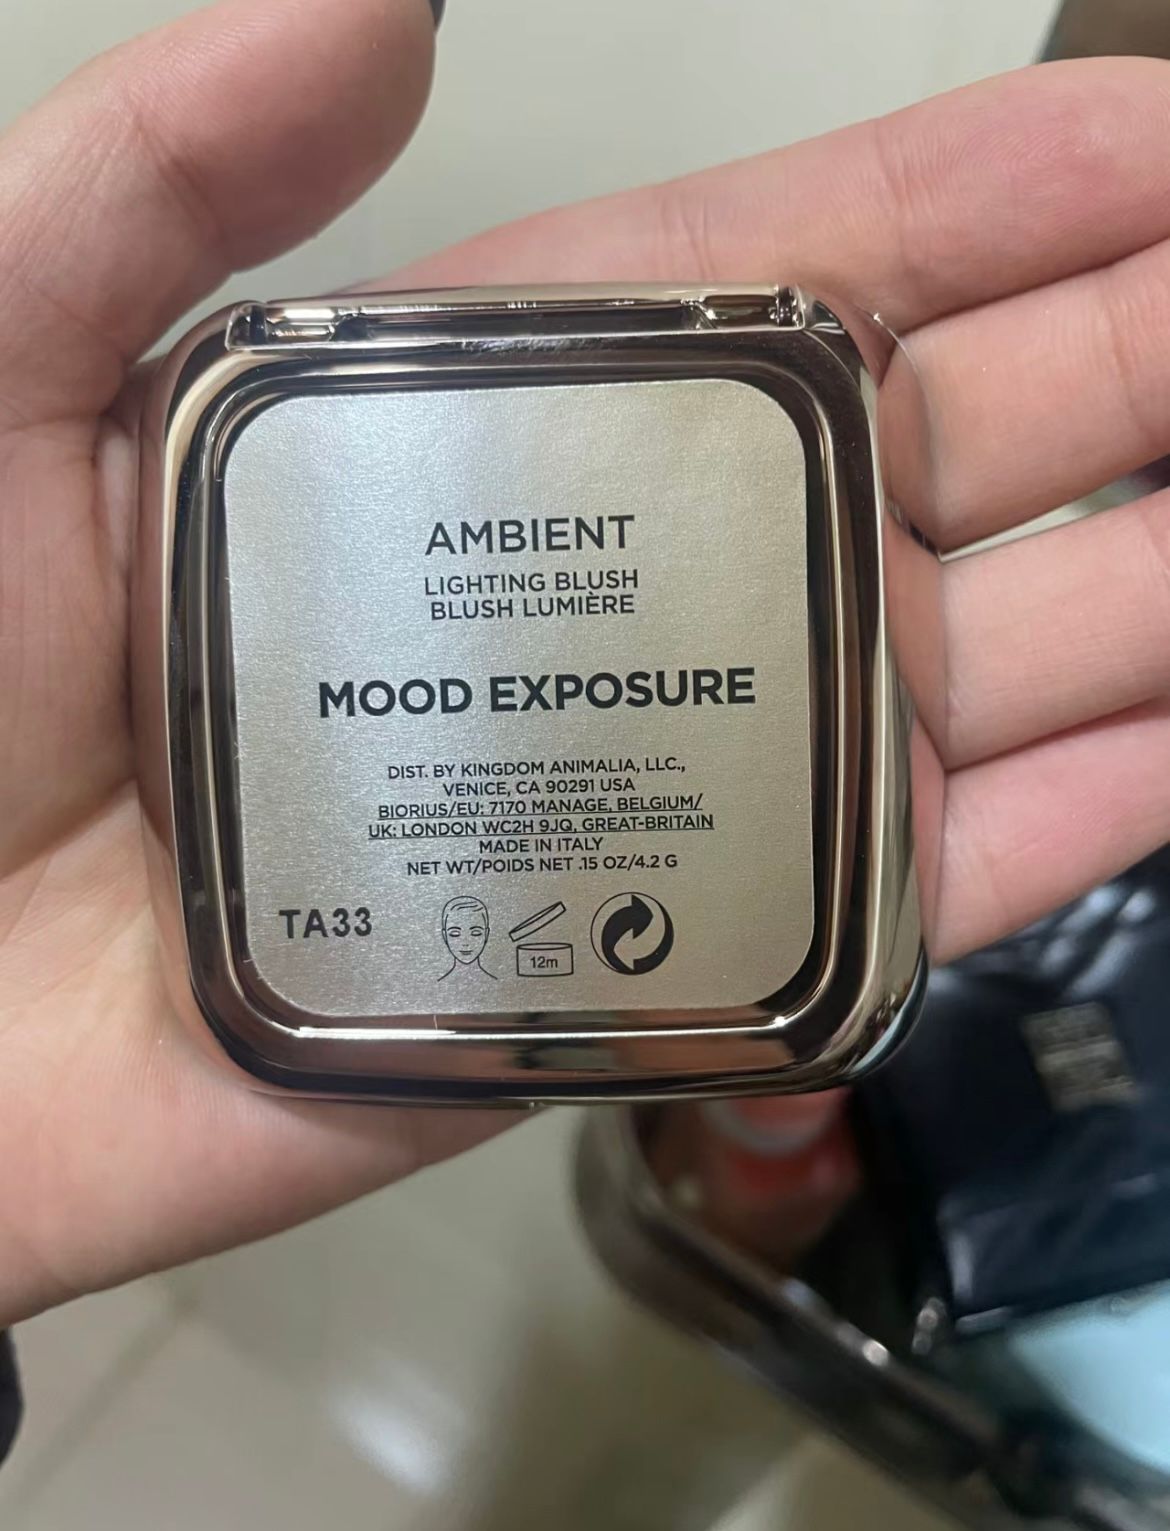 AMBIENT
LIGHTING BLUSH
BLUSH LUMIÈRE
MOOD EXPOSURE
DIST. BY KINGDOM ANIMALIA, LLC.,
VENICE, CA 90291 USA
BIORIUS/EU: 7170 MANAGE, BELGIUM/
UK: LONDON WC2H 9JQ, GREAT-BRITAIN
MADE IN ITALY
NET WT/POIDS NET .15 OZ/4.2 G
TA33
12m